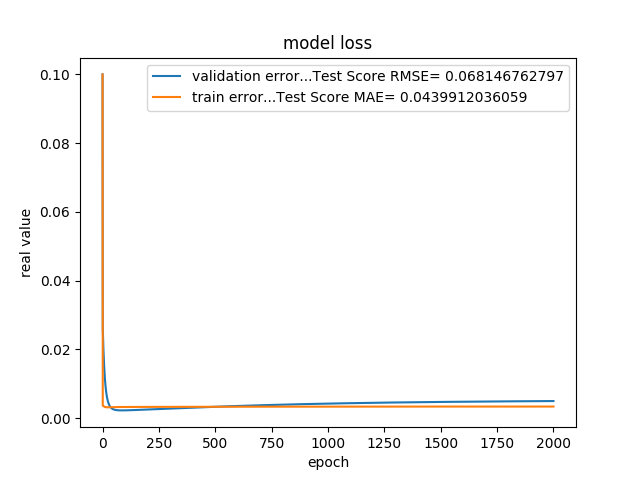 model loss
validation error...Test Score RMSE= 0.068146762797
train error...Test Score MAE= 0.0439912036059
real value
0.10
0.08
0.06
0.04
0.02
0.00
0 250 500 750 1000 1250 1500 1750 2000
epoch